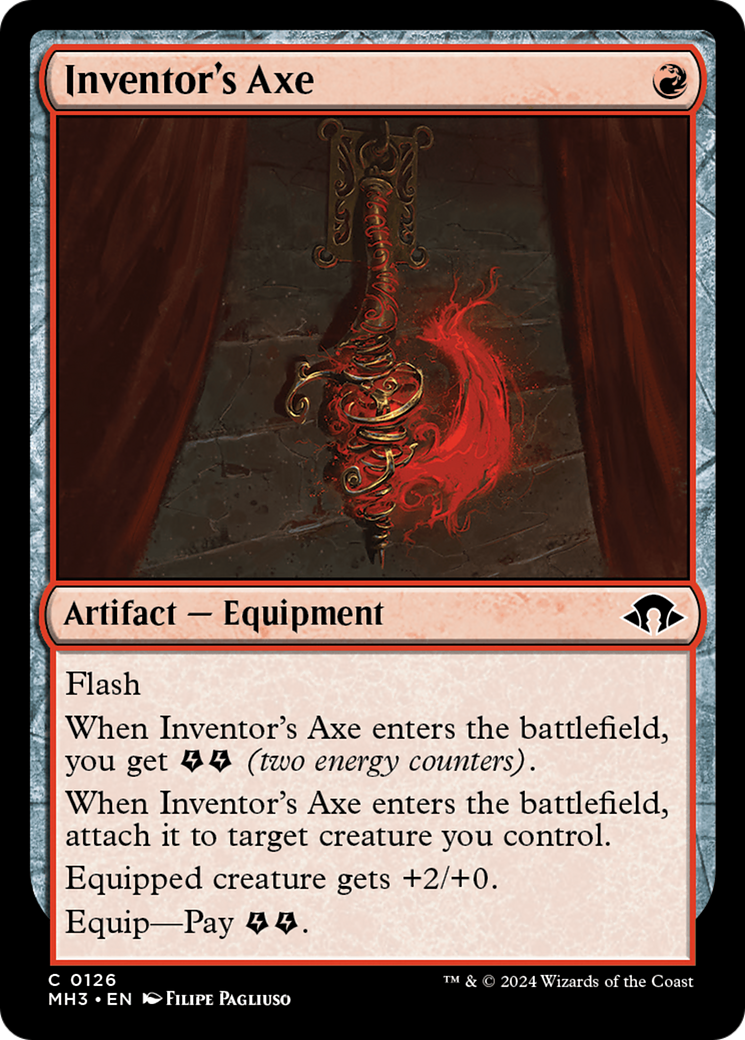 Inventor's Axe
Artifact — Equipment
Flash
When Inventor's Axe enters the battlefield,
you get (two energy counters).
When Inventor's Axe enters the battlefield,
attach it to target creature you control.
Equipped creature gets +2/+0.
Equip—Pay .
C 0126
MH3 • EN Filipe Pagliuso
™ & © 2024 Wizards of the Coast